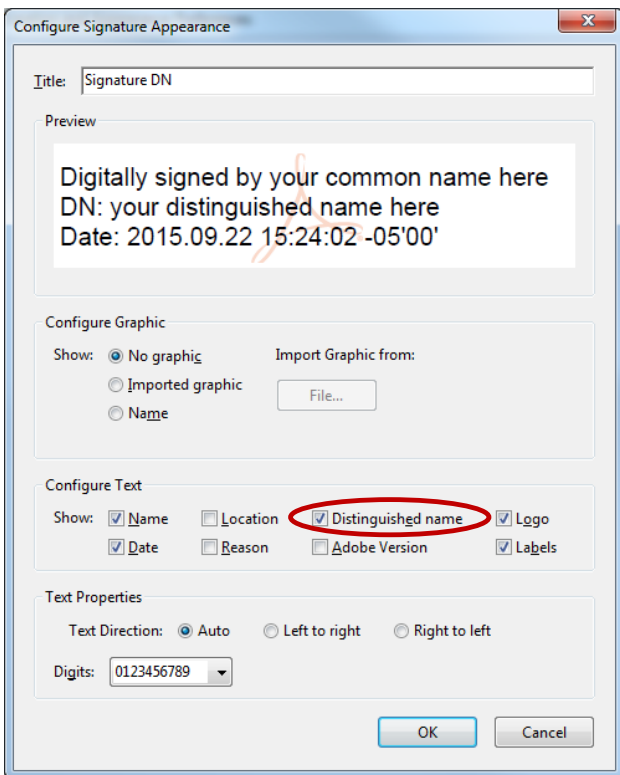 Configure Signature Appearance
Title: Signature DN
Preview
Digitally signed by your common name here
DN: your distinguished name here
Date: 2015.09.22 15:24:02 -05'00'
Configure Graphic
Show: No graphic Import Graphic from:
Imported graphic File...
Name
Configure Text
Show: Name Location Distinguished name Logo
Date Reason Adobe Version Labels
Text Properties
Text Direction: Auto Left to right Right to left
Digits: 0123456789
OK Cancel